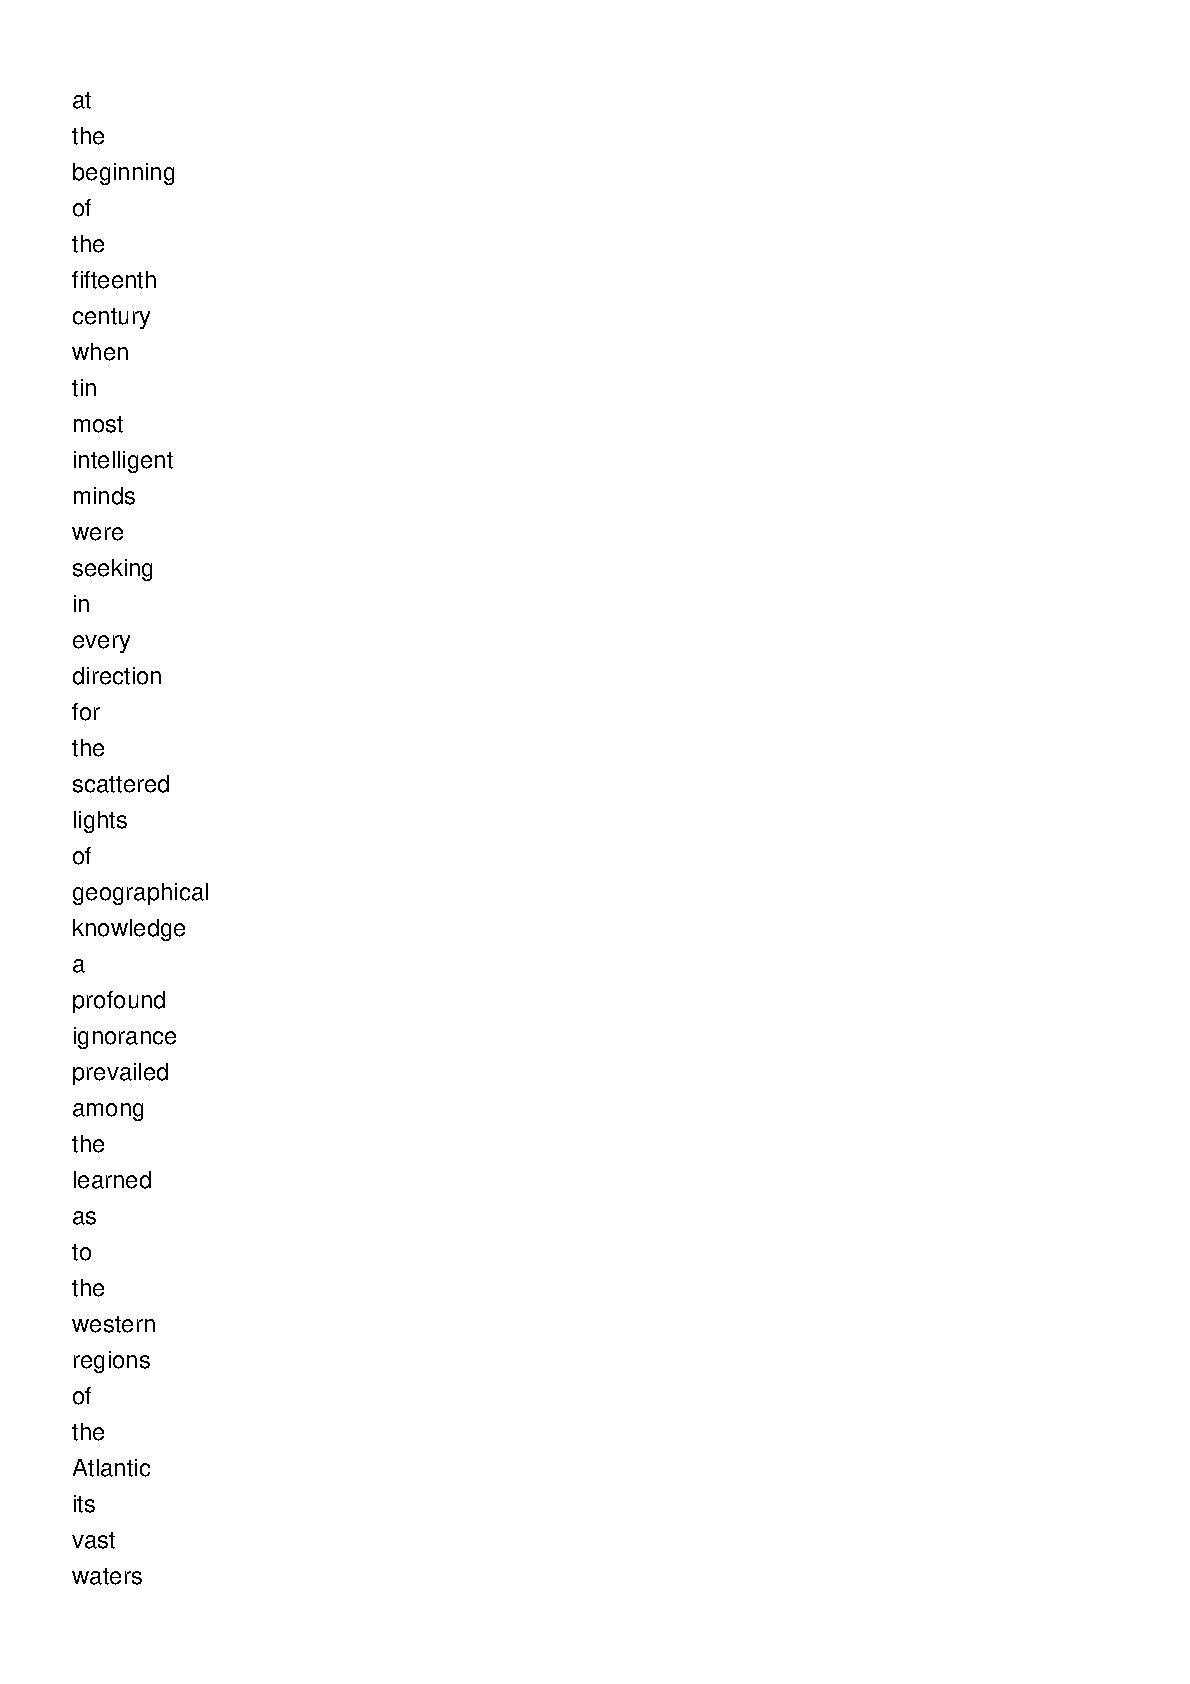 at
the
beginning
of
the
fifteenth
century
when
tin
most
intelligent
minds
were
seeking
in
every
direction
for
the
scattered
lights
of
geographical
knowledge
a
profound
ignorance
prevailed
among
the
learned
as
to
the
western
regions
of
the
Atlantic
its
vast
waters